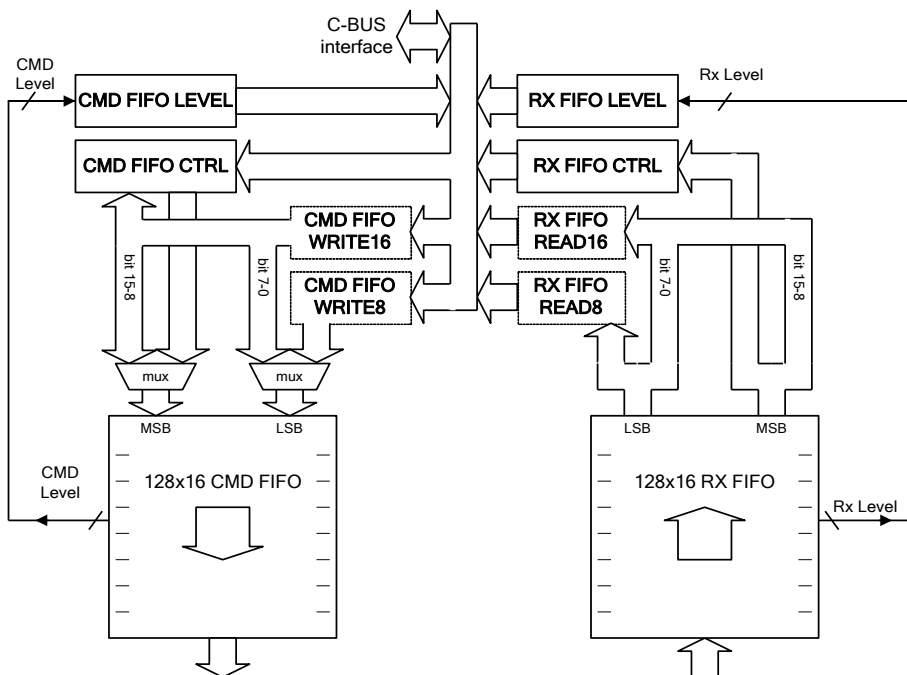 C-BUS
interface
CMD
Level
Rx Level
CMD FIFO LEVEL
RX FIFO LEVEL
CMD FIFO CTRL
RX FIFO CTRL
CMD FIFO
WRITE16
RX FIFO
READ16
bit 15-8
bit 7-0
bit 7-0
bit 15-8
CMD FIFO
WRITE8
RX FIFO
READ8
mux
mux
MSB
LSB
LSB
MSB
128x16 CMD FIFO
128x16 RX FIFO
CMD
Level
Rx Level